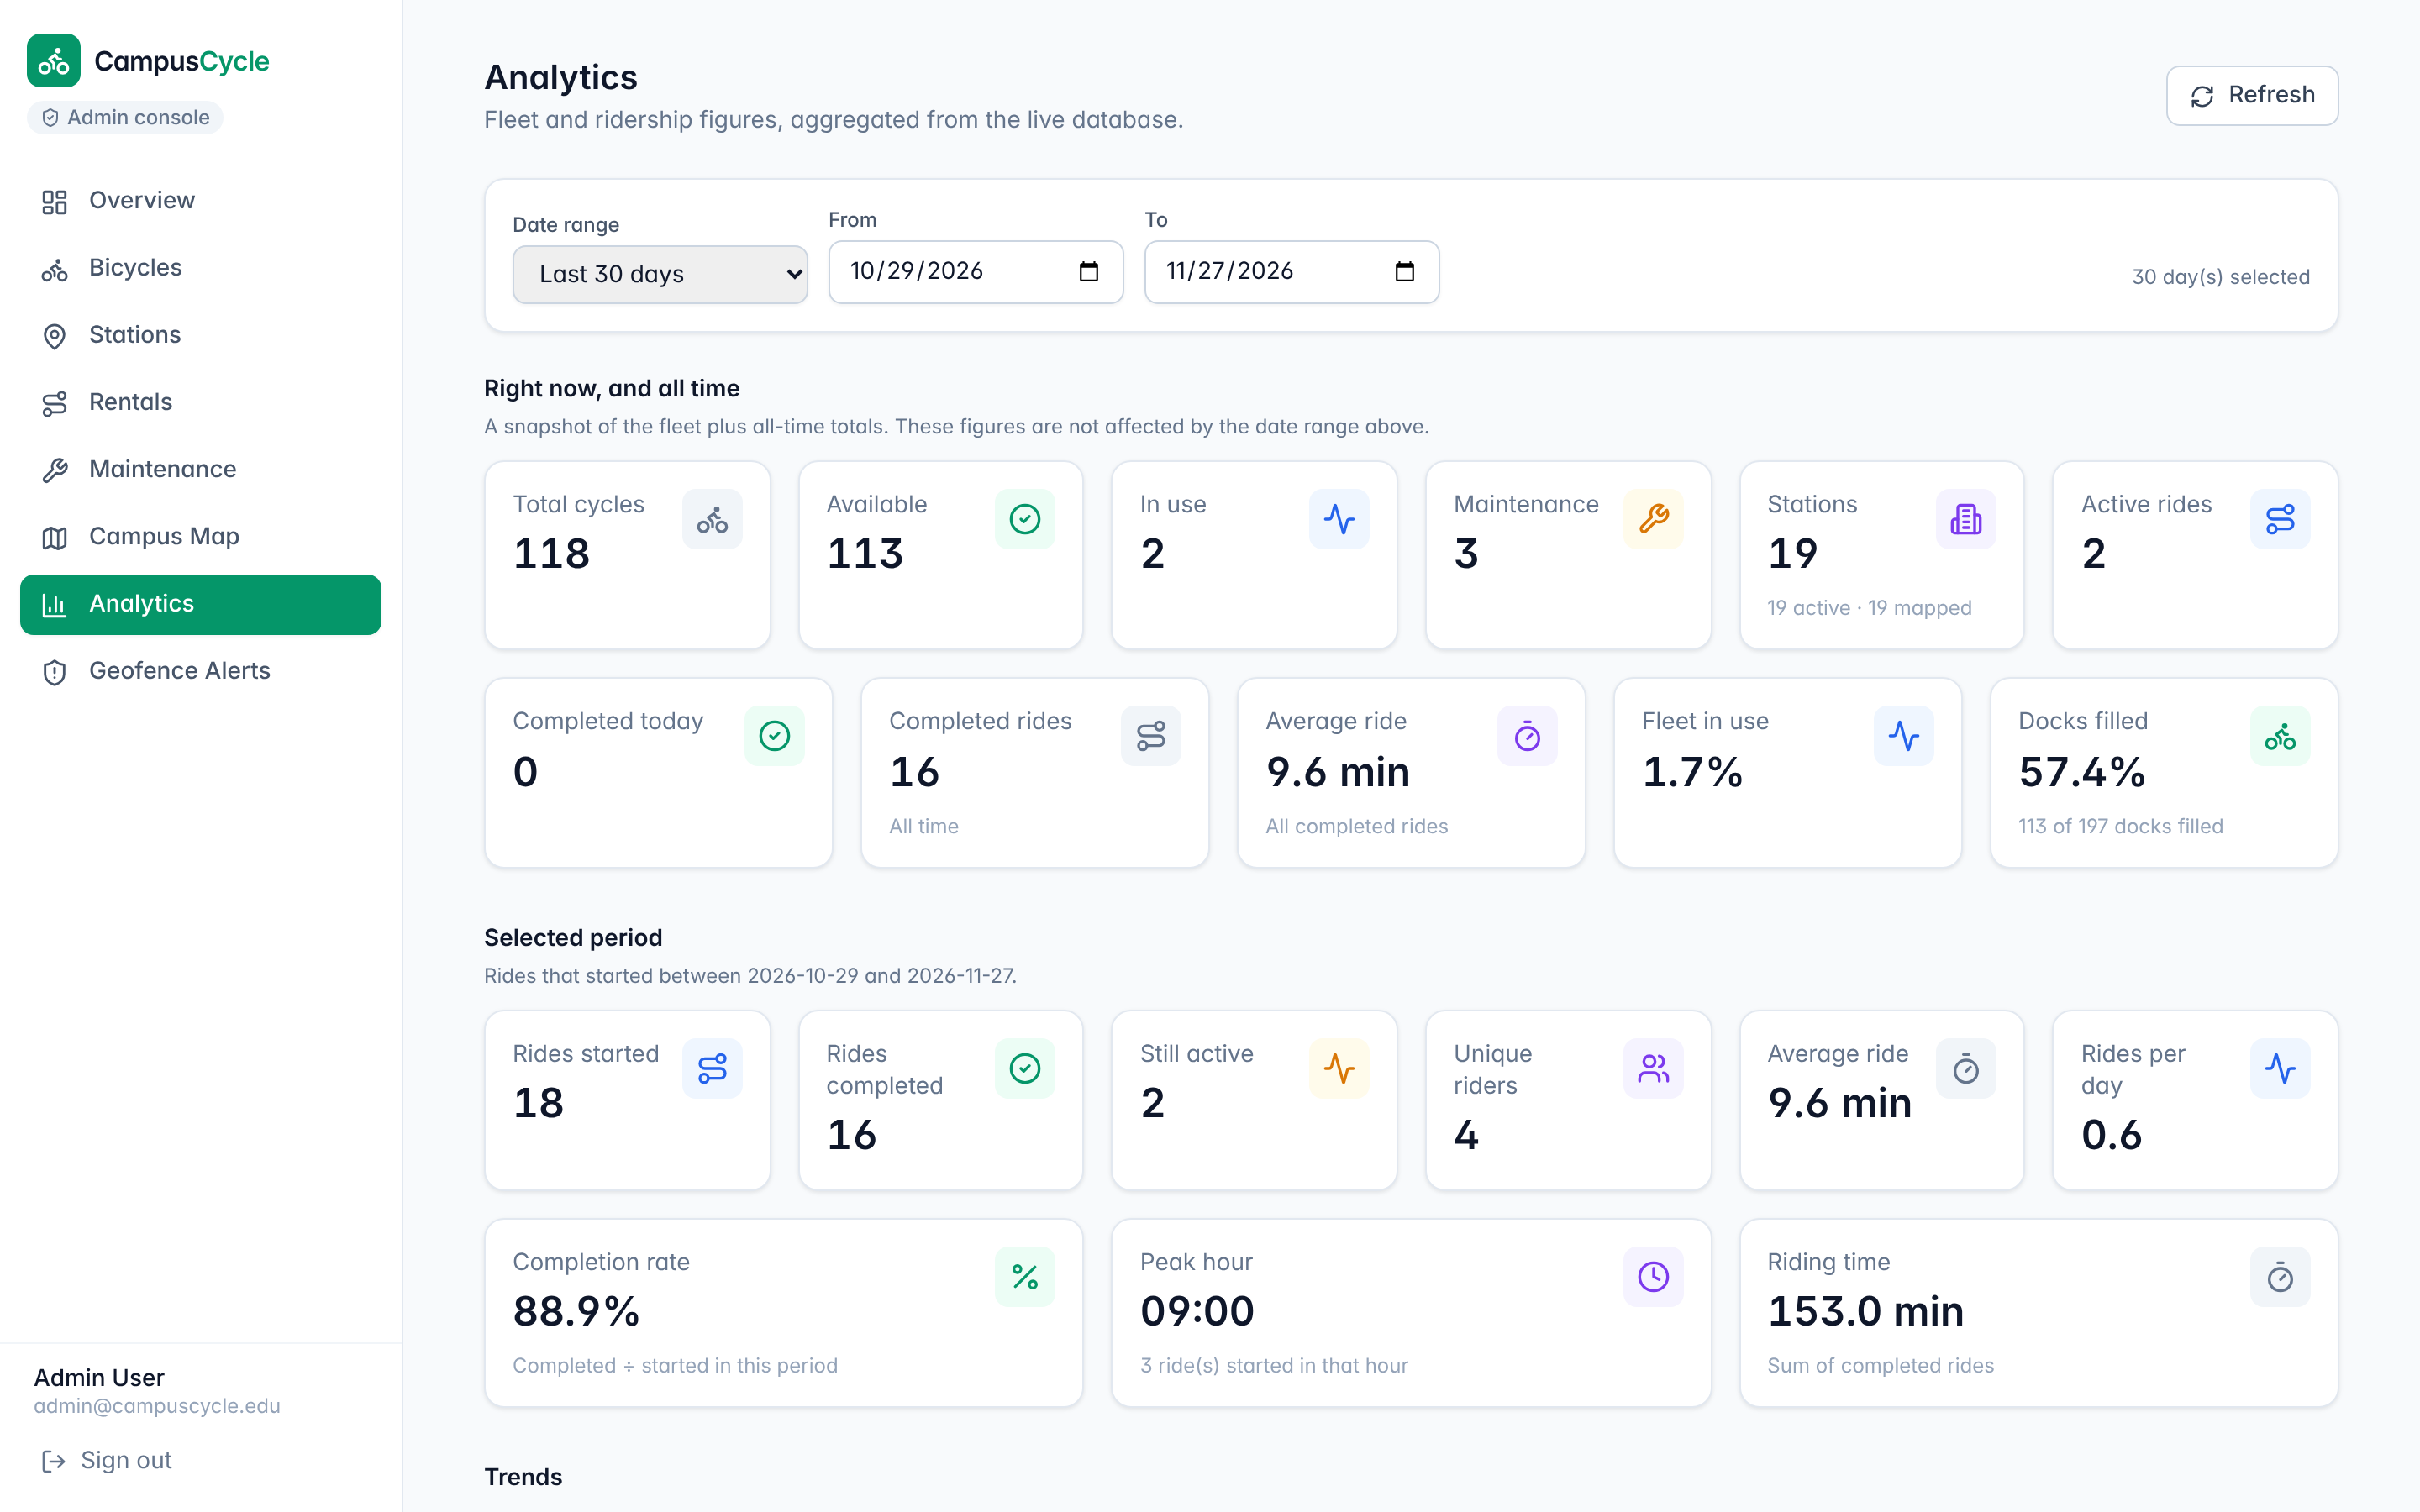 CampusCycle
Admin console
Overview
Bicycles
Stations
Rentals
Maintenance
Campus Map
Analytics
Geofence Alerts
Admin User
admin@campuscycle.edu
Sign out
Analytics
Fleet and ridership figures, aggregated from the live database.
Refresh
Date range
Last 30 days
From
10/29/2026
To
11/27/2026
30 day(s) selected
Right now, and all time
A snapshot of the fleet plus all-time totals. These figures are not affected by the date range above.
Total cycles
118
Available
113
In use
2
Maintenance
3
Stations
19
19 active · 19 mapped
Active rides
2
Completed today
0
Completed rides
16
All time
Average ride
9.6 min
All completed rides
Fleet in use
1.7%
Docks filled
57.4%
113 of 197 docks filled
Selected period
Rides that started between 2026-10-29 and 2026-11-27.
Rides started
18
Rides
completed
16
Still active
2
Unique
riders
4
Average ride
9.6 min
Rides per
day
0.6
Completion rate
88.9%
Completed ÷ started in this period
Peak hour
09:00
3 ride(s) started in that hour
Riding time
153.0 min
Sum of completed rides
Trends